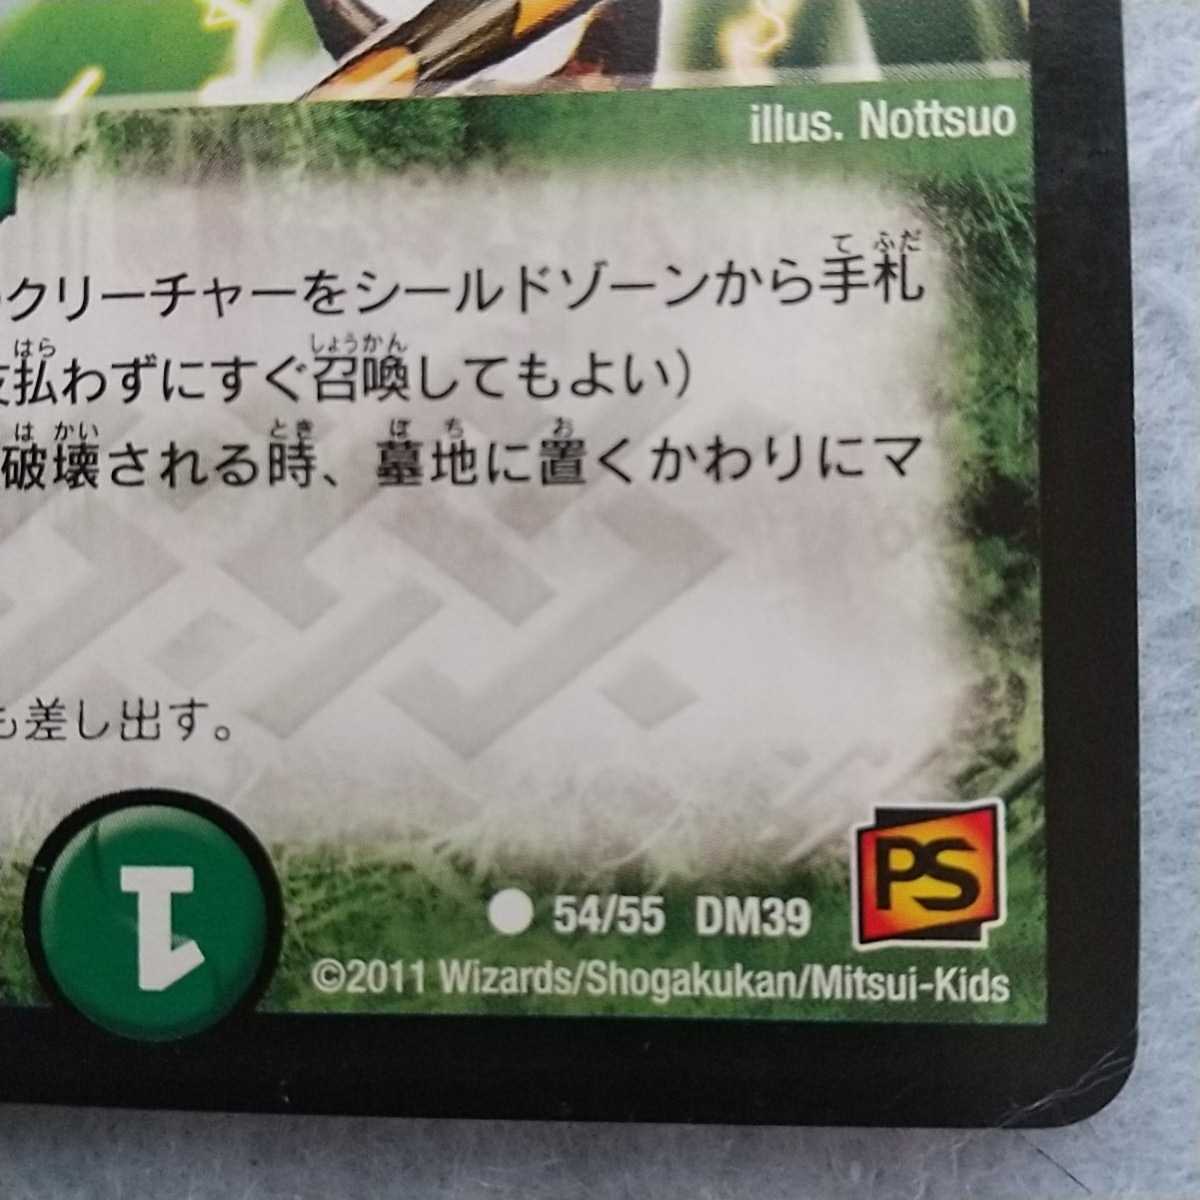 illus. Nottsuo
クリーチャーをシールドゾーンから手札
てふだ
支払わずにすぐ召喚してもよい）
はら しょうかん
破壊される時、墓地に置くかわりにマ
はかい とき ぼち お
も差し出す。
1
● 54/55 DM39
PS
©2011 Wizards/Shogakukan/Mitsui-Kids